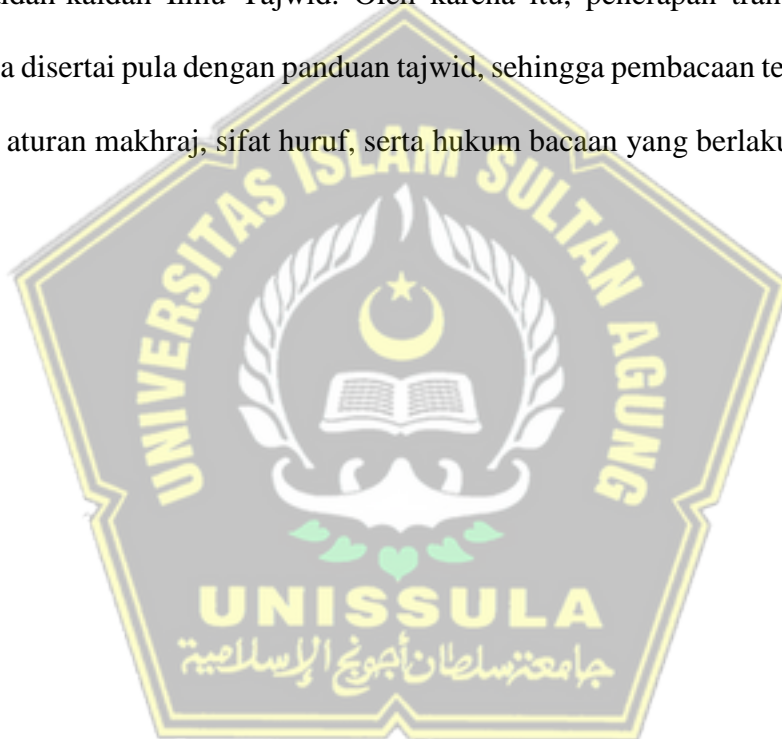 kaidah Ilmu Tajwid. Oleh karena itu, penerapan
a disertai pula dengan panduan tajwid, sehingga pembacaan te
aturan makhraj, sifat huruf, serta hukum bacaan yang berlaku
UNIVERSITAS ISLAM SULTAN AGUNG
UNISSULA
جامعة سلطان أجونج الإسلامية